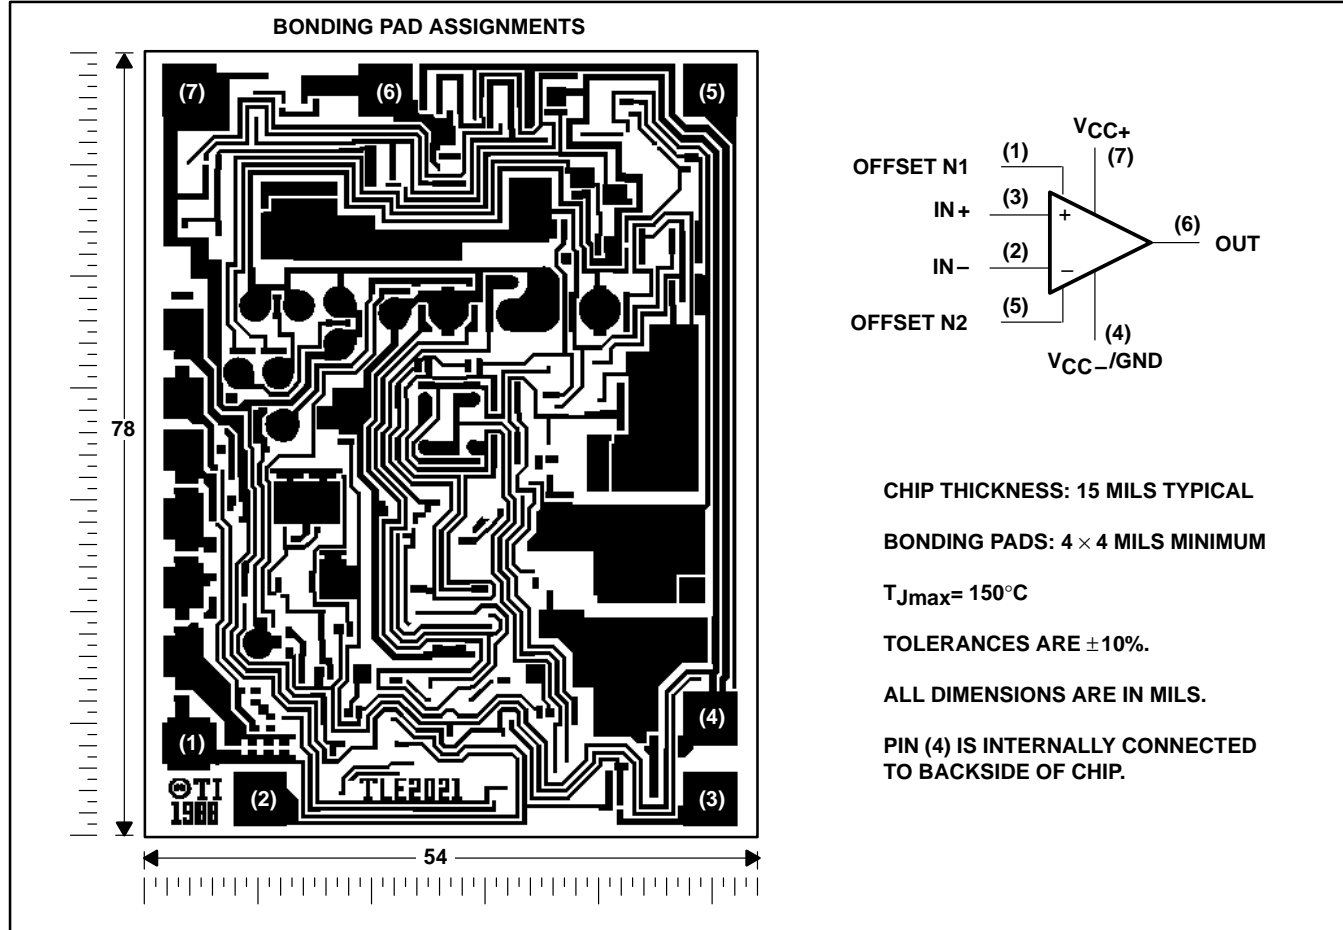 BONDING PAD ASSIGNMENTS
(7)
(6)
(5)
78
(4)
(1)
©TI
1988
(2)
TLE2021
(3)
54
OFFSET N1
(1)
VCC+
(7)
IN+
(3)
+
(6)
OUT
IN−
(2)
−
OFFSET N2
(5)
(4)
VCC−/GND
CHIP THICKNESS: 15 MILS TYPICAL
BONDING PADS: 4 × 4 MILS MINIMUM
TJmax= 150°C
TOLERANCES ARE ±10%.
ALL DIMENSIONS ARE IN MILS.
PIN (4) IS INTERNALLY CONNECTED
TO BACKSIDE OF CHIP.